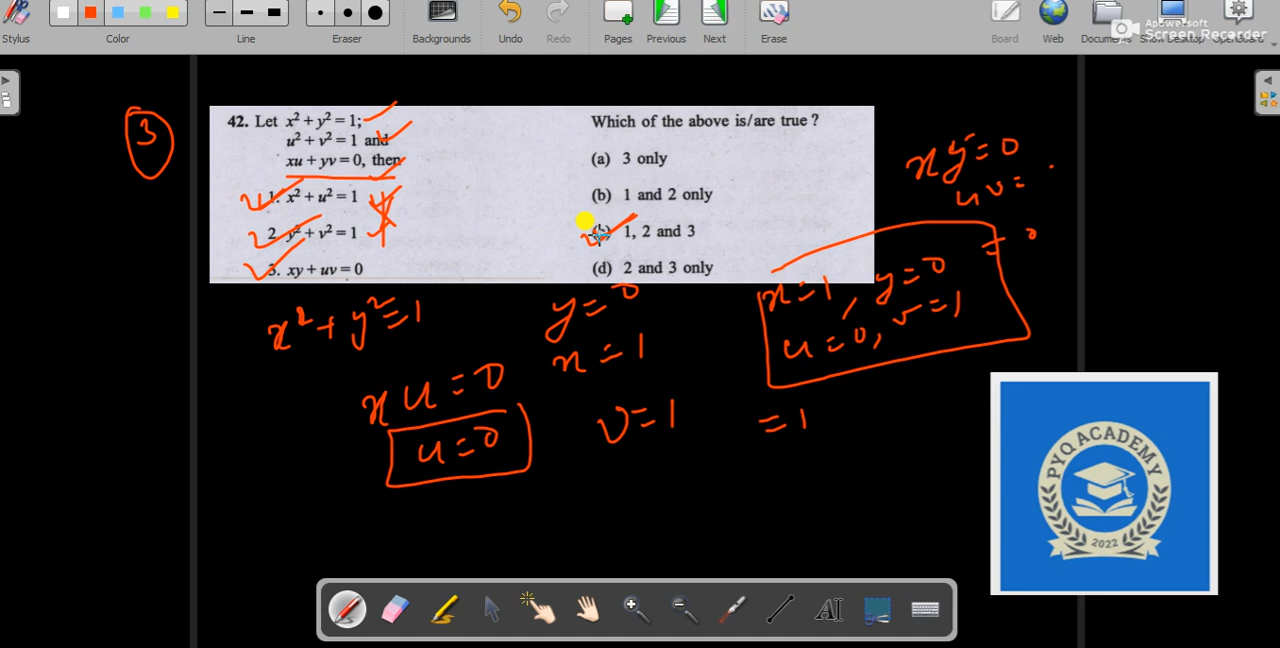 Stylus
Color
Line
Eraser
Backgrounds
Undo
Redo
Pages
Previous
Next
Erase
Board
Web
Show Desktop
Apowersoft
Screen Recorder
3
42. Let x² + y² = 1;
u² + v² = 1 and
xu + yv = 0, then
1. x² + u² = 1
2. y² + v² = 1
3. xy + uv = 0
Which of the above is/are true ?
(a) 3 only
(b) 1 and 2 only
1, 2 and 3
(d) 2 and 3 only
xy = 0
uv =
= 0
x = 1, y = 0
u = 0, v = 1
x² + y² = 1
y = 0
x = 1
xu = 0
u = 0
v = 1
= 1
PYQ ACADEMY
2022
AI